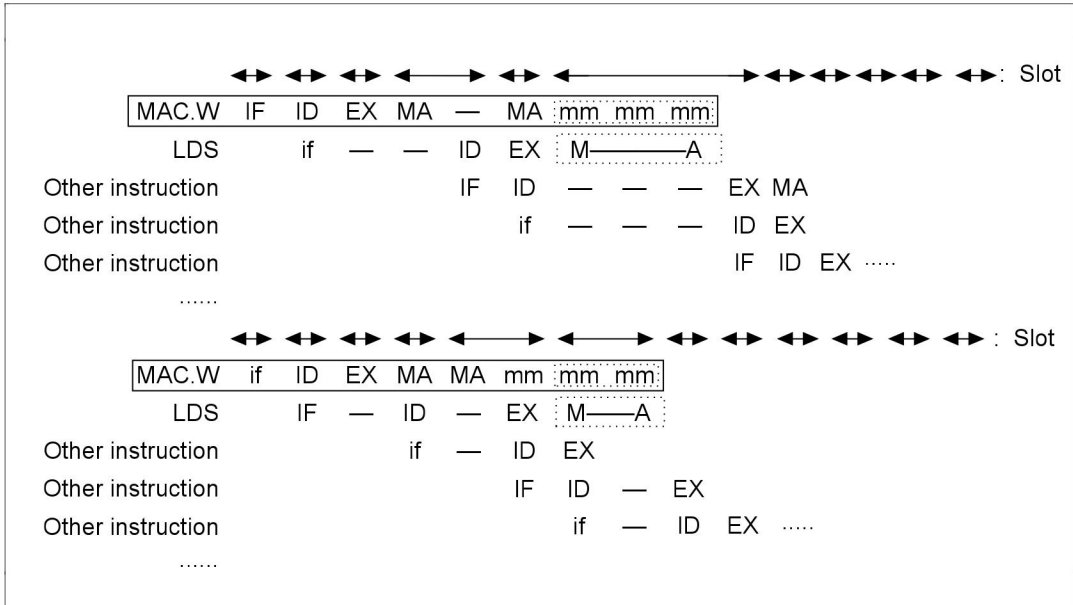 : Slot
MAC.W IF ID EX MA — MA mm mm mm
LDS if — — ID EX M———A
Other instruction IF ID — — — EX MA
Other instruction if — — — ID EX
Other instruction IF ID EX .....
......
: Slot
MAC.W if ID EX MA MA mm mm mm
LDS IF — ID — EX M——A
Other instruction if — ID EX
Other instruction IF ID — EX
Other instruction if — ID EX .....
......